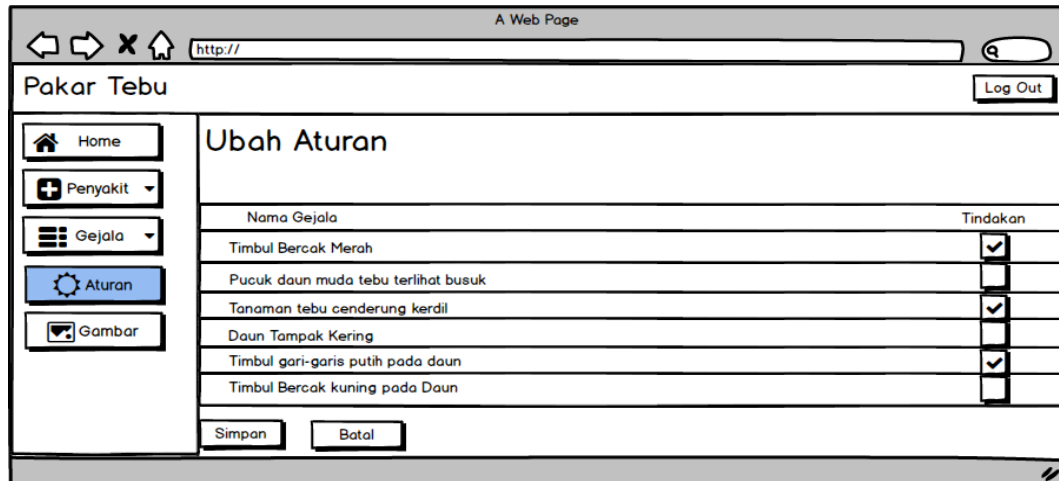 A Web Page
http://
Pakar Tebu
Log Out
Home
Penyakit
Gejala
Aturan
Gambar
Ubah Aturan
Nama Gejala Tindakan
Timbul Bercak Merah
Pucuk daun muda tebu terlihat busuk
Tanaman tebu cenderung kerdil
Daun Tampak Kering
Timbul gari-garis putih pada daun
Timbul Bercak kuning pada Daun
Simpan Batal